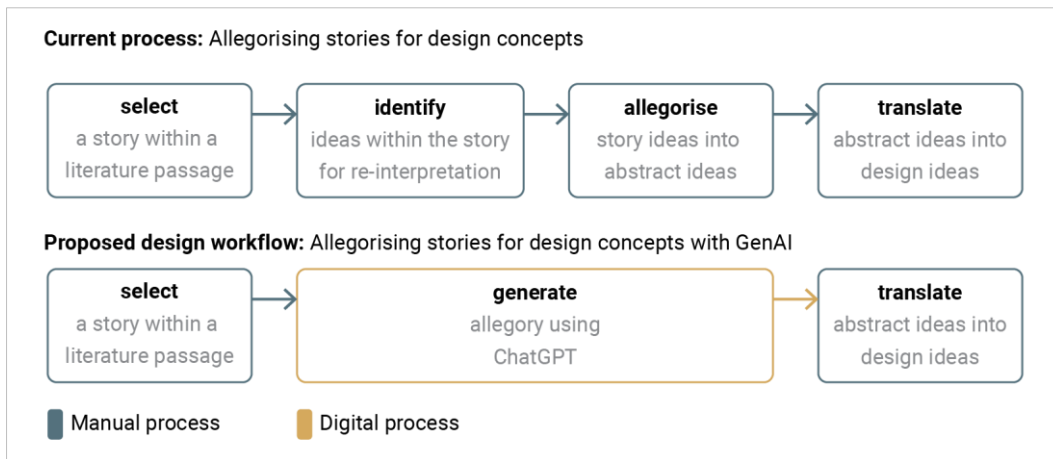 Current process: Allegorising stories for design concepts
select
a story within a
literature passage
identify
ideas within the story
for re-interpretation
allegorise
story ideas into
abstract ideas
translate
abstract ideas into
design ideas
Proposed design workflow: Allegorising stories for design concepts with GenAI
select
a story within a
literature passage
generate
allegory using
ChatGPT
translate
abstract ideas into
design ideas
Manual process
Digital process